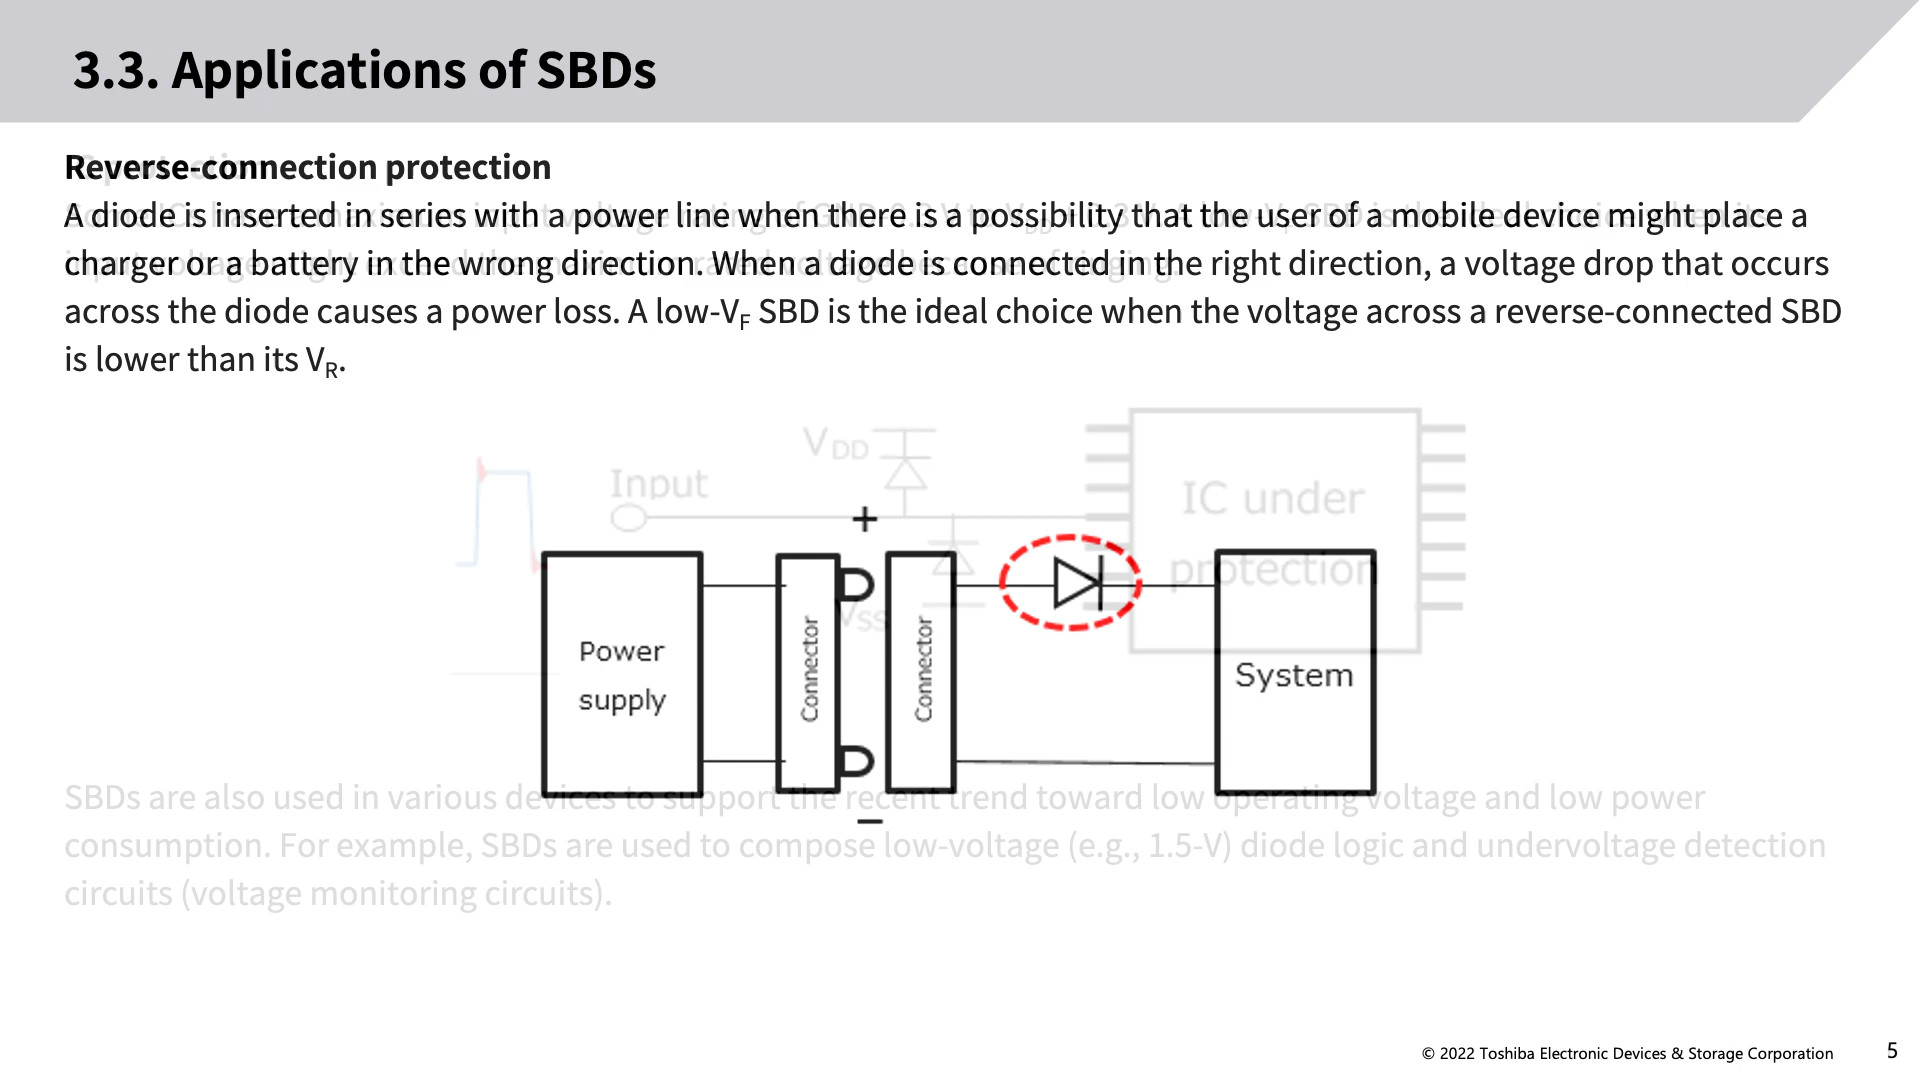 3.3. Applications of SBDs
Reverse-connection protection
A diode is inserted in series with a power line when there is a possibility that the user of a mobile device might place a
charger or a battery in the wrong direction. When a diode is connected in the right direction, a voltage drop that occurs
across the diode causes a power loss. A low-VF SBD is the ideal choice when the voltage across a reverse-connected SBD
is lower than its VR.
VDD
Input
IC under
protection
+
VSS
Power
supply
Connector
Connector
System
−
SBDs are also used in various devices to support the recent trend toward low operating voltage and low power
consumption. For example, SBDs are used to compose low-voltage (e.g., 1.5-V) diode logic and undervoltage detection
circuits (voltage monitoring circuits).
© 2022 Toshiba Electronic Devices & Storage Corporation
5